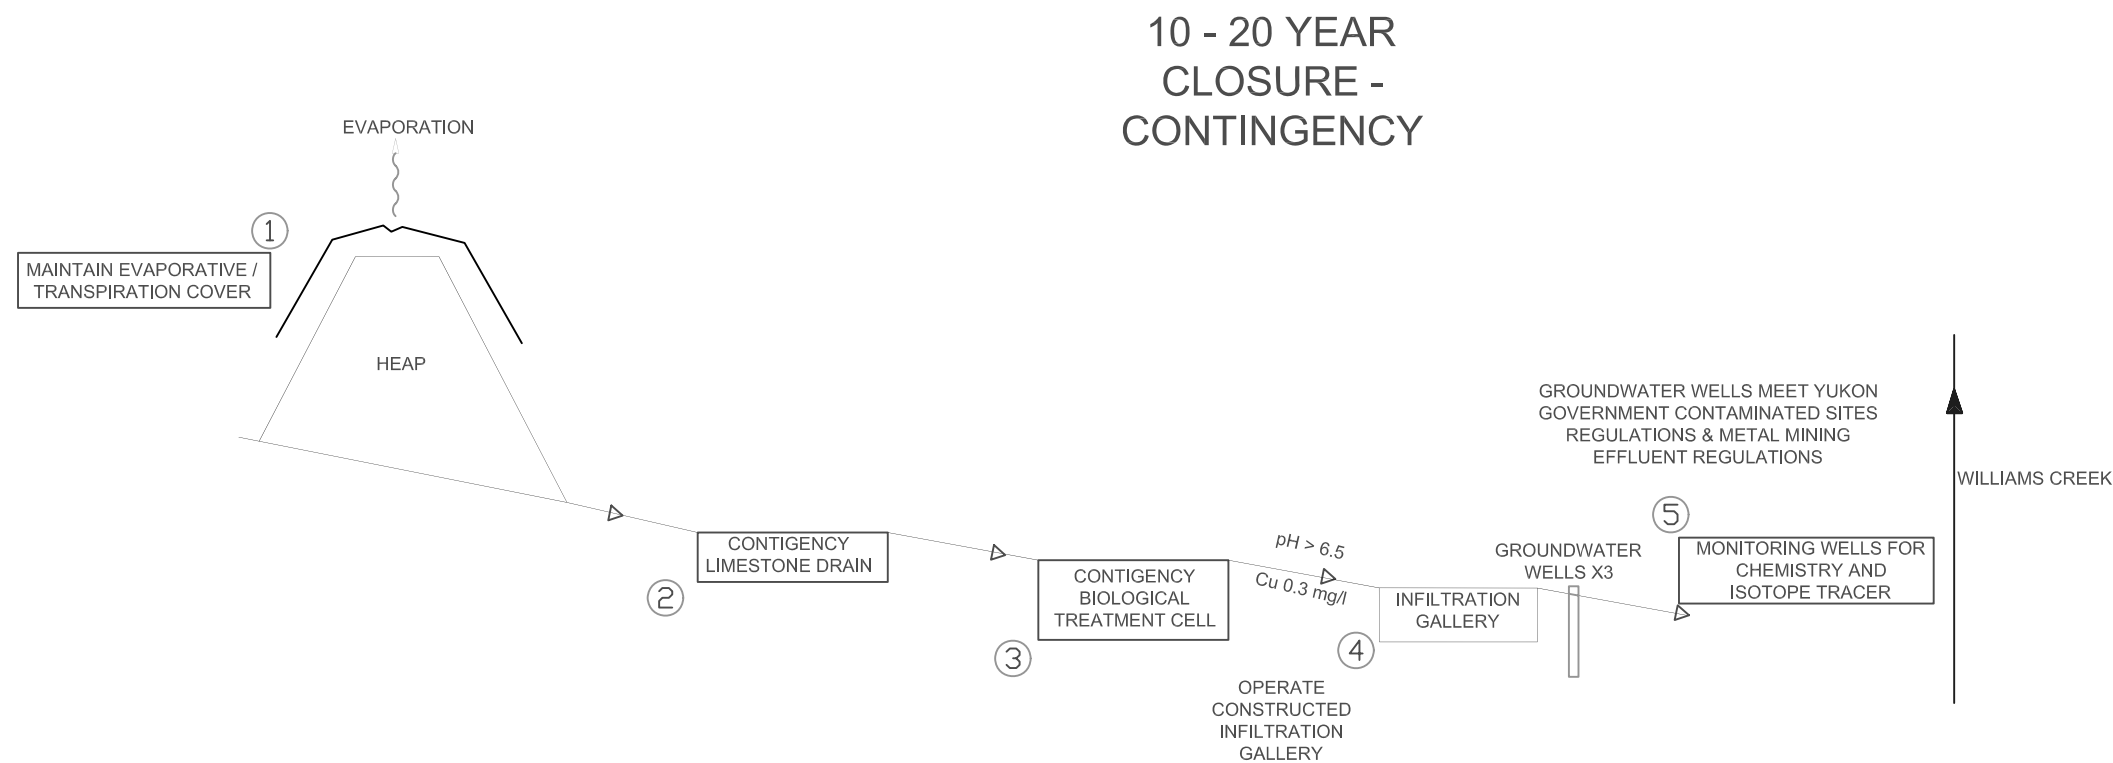 10 - 20 YEAR
CLOSURE -
CONTINGENCY
EVAPORATION
1
MAINTAIN EVAPORATIVE /
TRANSPIRATION COVER
HEAP
CONTIGENCY
LIMESTONE DRAIN
2
CONTIGENCY
BIOLOGICAL
TREATMENT CELL
3
pH > 6.5
Cu 0.3 mg/l
INFILTRATION
GALLERY
4
OPERATE
CONSTRUCTED
INFILTRATION
GALLERY
GROUNDWATER
WELLS X3
GROUNDWATER WELLS MEET YUKON
GOVERNMENT CONTAMINATED SITES
REGULATIONS & METAL MINING
EFFLUENT REGULATIONS
5
MONITORING WELLS FOR
CHEMISTRY AND
ISOTOPE TRACER
WILLIAMS CREEK